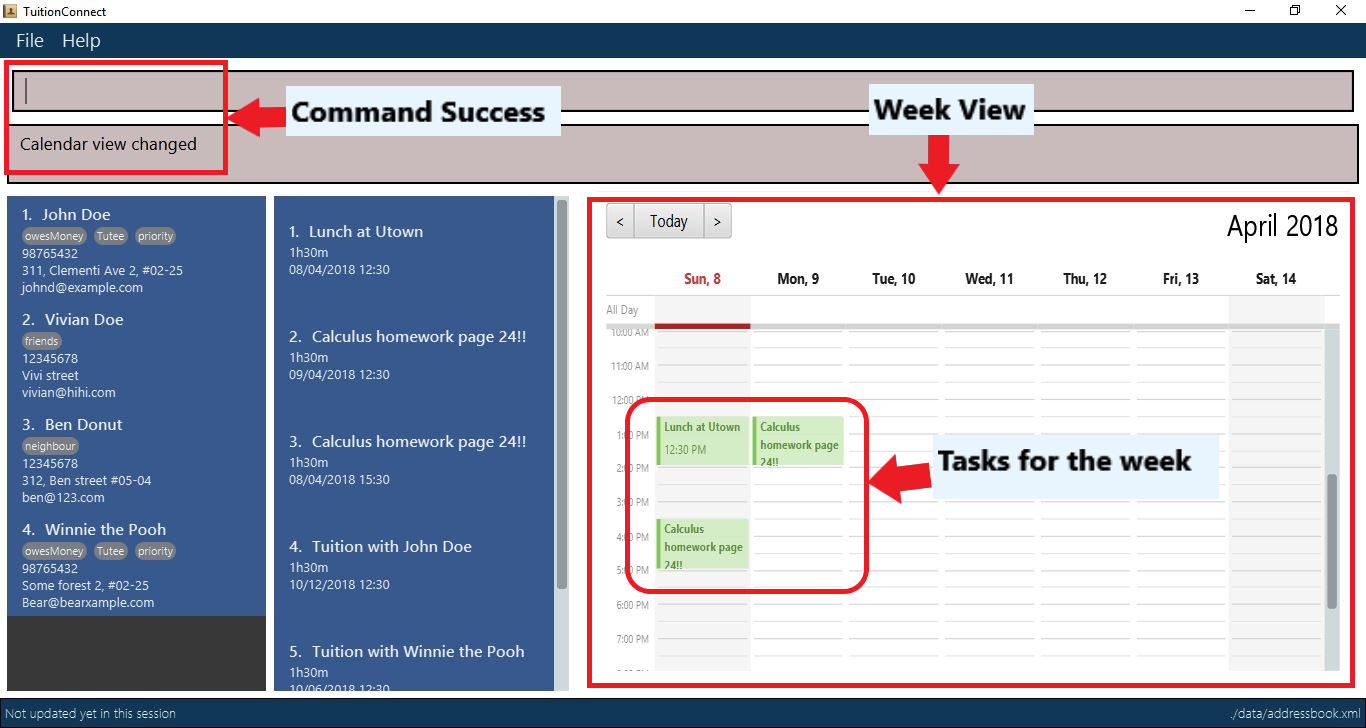 TuitionConnect
File Help
Command Success
Week View
Calendar view changed
1. John Doe
owesMoney Tutee priority
98765432
311, Clementi Ave 2, #02-25
johnd@example.com
2. Vivian Doe
friends
12345678
Vivi street
vivian@hihi.com
3. Ben Donut
neighbour
12345678
312, Ben street #05-04
ben@123.com
4. Winnie the Pooh
owesMoney Tutee priority
98765432
Some forest 2, #02-25
Bear@bearxample.com
1. Lunch at Utown
1h30m
08/04/2018 12:30
2. Calculus homework page 24!!
1h30m
09/04/2018 12:30
3. Calculus homework page 24!!
1h30m
08/04/2018 15:30
4. Tuition with John Doe
1h30m
10/12/2018 12:30
5. Tuition with Winnie the Pooh
1h30m
10/06/2018 12:30
< Today >
April 2018
Sun, 8 Mon, 9 Tue, 10 Wed, 11 Thu, 12 Fri, 13 Sat, 14
All Day
10:00 AM
11:00 AM
12:00 PM
1:00 PM
2:00 PM
3:00 PM
4:00 PM
5:00 PM
6:00 PM
7:00 PM
Lunch at Utown
12:30 PM
Calculus
homework page
24!!
Calculus
homework page
24!!
Tasks for the week
Not updated yet in this session
./data/addressbook.xml